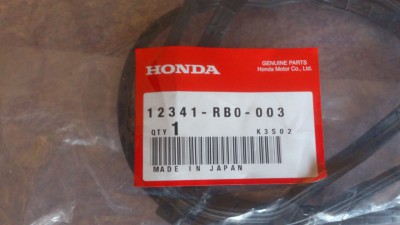 HONDA
GENUINE PARTS
Honda Motor Co., Ltd.
12341-RB0-003
QTY 1 K3S02
MADE IN JAPAN